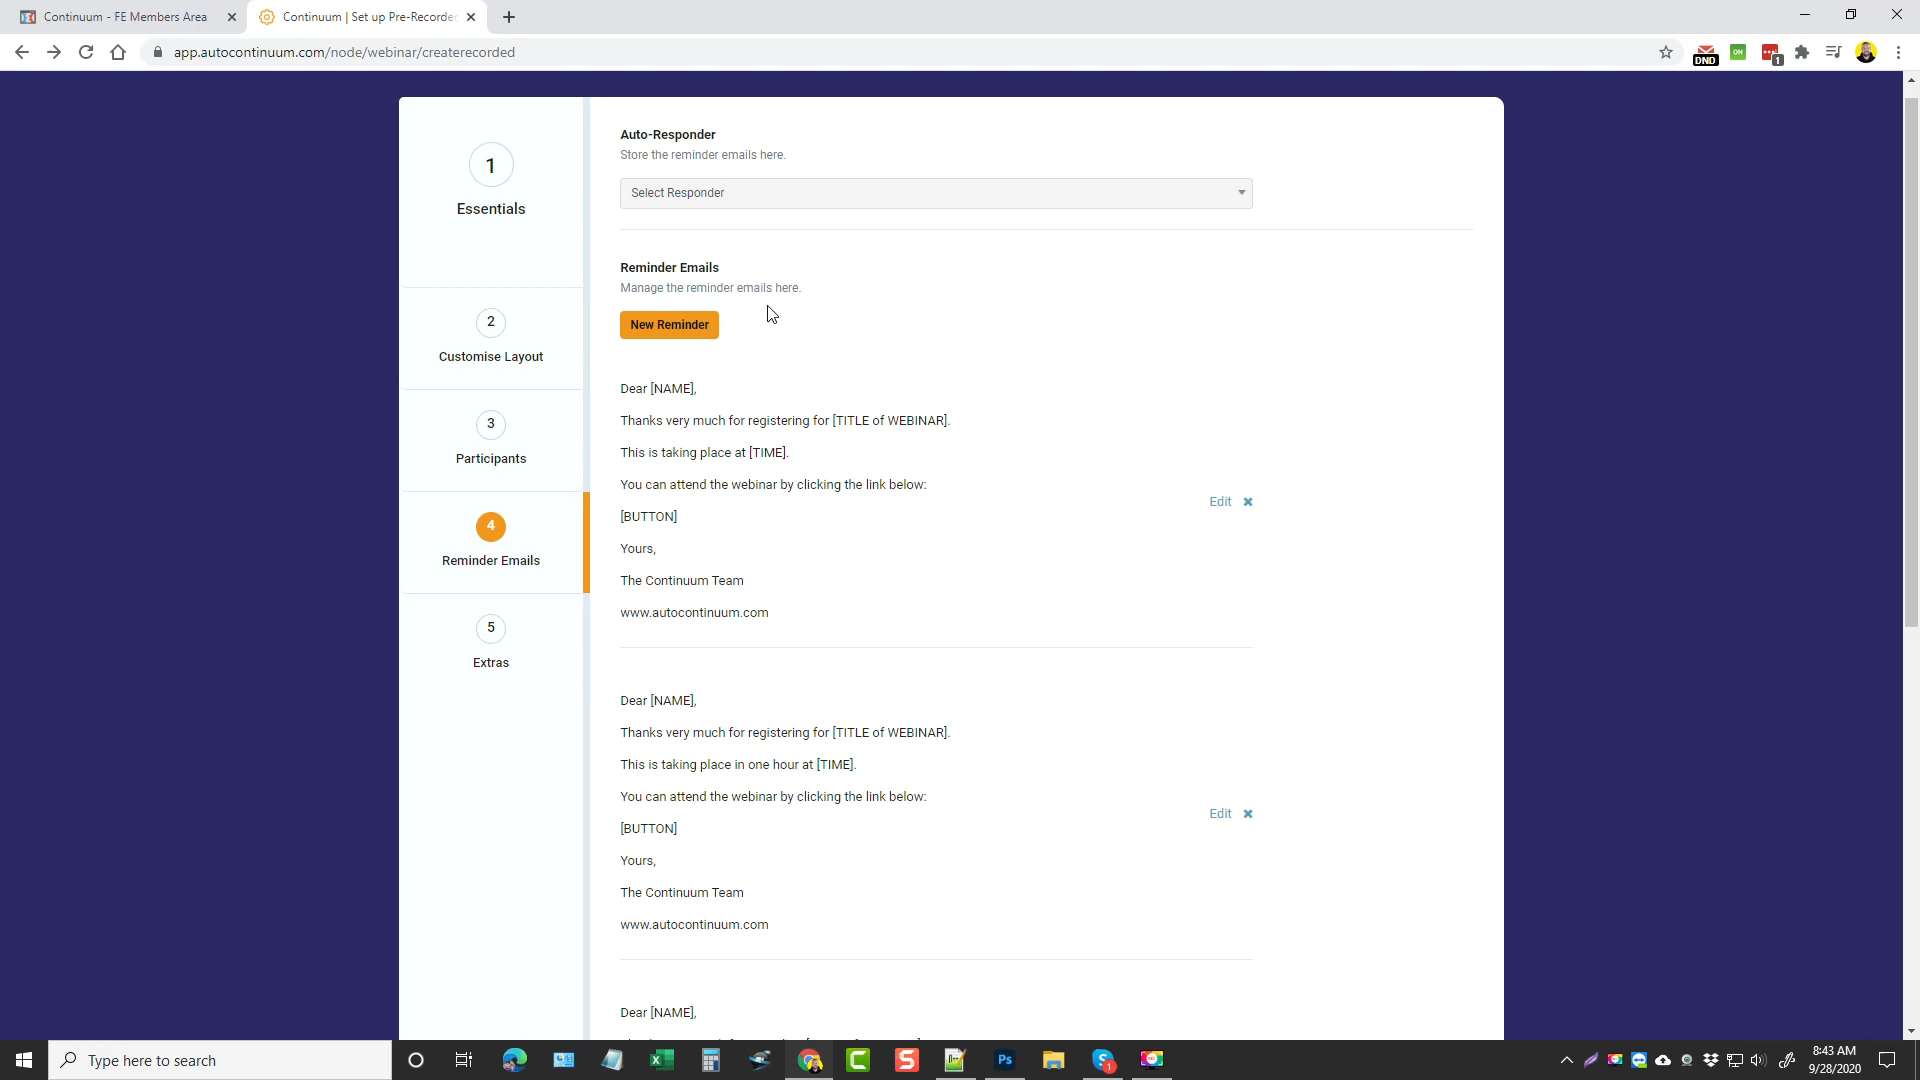 Continuum - FE Members Area
Continuum | Set up Pre-Recorde
app.autocontinuum.com/node/webinar/createrecorded
DND
ON
1
1
Essentials
2
Customise Layout
3
Participants
4
Reminder Emails
5
Extras
Auto-Responder
Store the reminder emails here.
Select Responder
Reminder Emails
Manage the reminder emails here.
New Reminder
Dear [NAME],
Thanks very much for registering for [TITLE of WEBINAR].
This is taking place at [TIME].
You can attend the webinar by clicking the link below:
Edit
[BUTTON]
Yours,
The Continuum Team
www.autocontinuum.com
Dear [NAME],
Thanks very much for registering for [TITLE of WEBINAR].
This is taking place in one hour at [TIME].
You can attend the webinar by clicking the link below:
Edit
[BUTTON]
Yours,
The Continuum Team
www.autocontinuum.com
Dear [NAME],
Type here to search
Ps
1
8:43 AM
9/28/2020